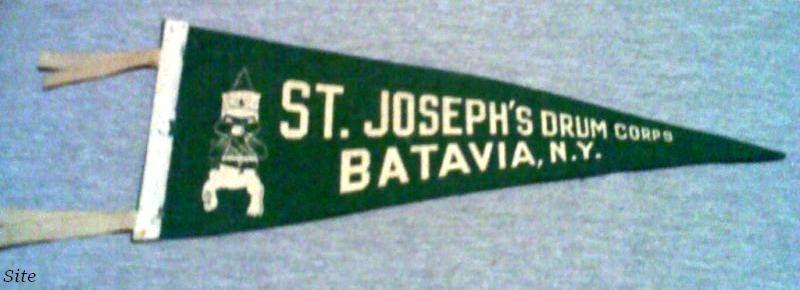 ST. JOSEPH'S DRUM CORPS
BATAVIA, N.Y.
Site